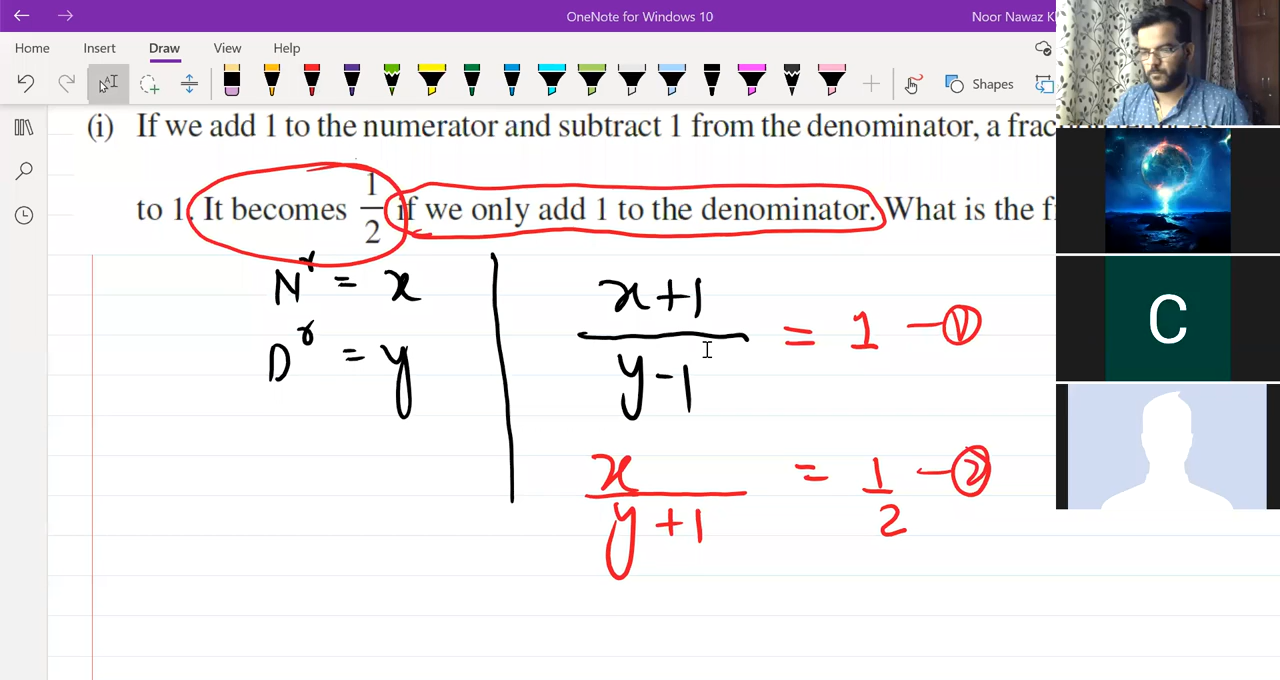 OneNote for Windows 10
Noor Nawaz
Home Insert Draw View Help
Shapes
(i) If we add 1 to the numerator and subtract 1 from the denominator, a
to 1. It becomes 1/2 if we only add 1 to the denominator. What is the
Nʳ = x
Dʳ = y
x+1/y-1 = 1 - ①
x/y+1 = 1/2 - ②
C